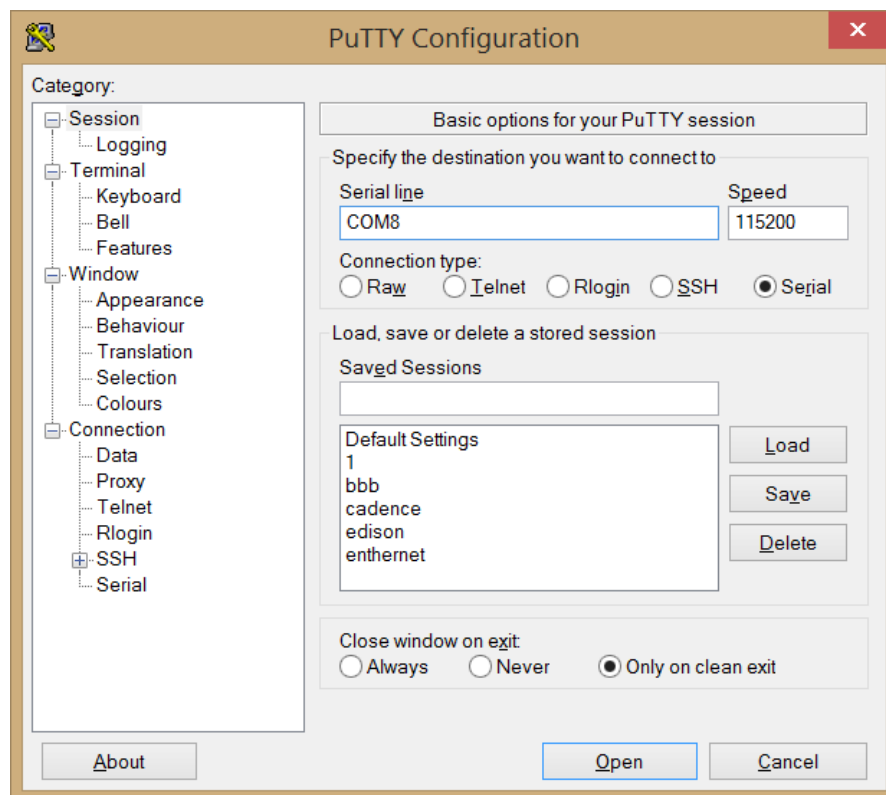 PuTTY Configuration
Category:
Session
Logging
Terminal
Keyboard
Bell
Features
Window
Appearance
Behaviour
Translation
Selection
Colours
Connection
Data
Proxy
Telnet
Rlogin
SSH
Serial
Basic options for your PuTTY session
Specify the destination you want to connect to
Serial line Speed
COM8 115200
Connection type:
Raw Telnet Rlogin SSH Serial
Load, save or delete a stored session
Saved Sessions
Default Settings
1
bbb
cadence
edison
enthernet
Load
Save
Delete
Close window on exit:
Always Never Only on clean exit
About Open Cancel